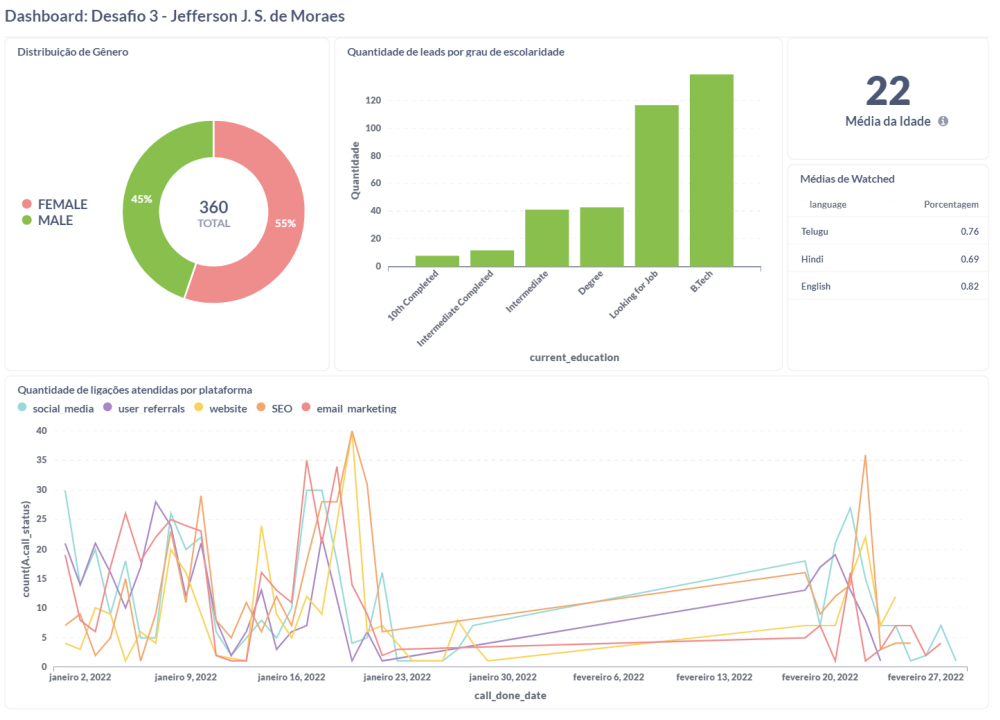 Dashboard: Desafio 3 - Jefferson J. S. de Moraes
Distribuição de Gênero
FEMALE
MALE
45%
360
TOTAL
55%
Quantidade de leads por grau de escolaridade
Quantidade
120
100
80
60
40
20
0
10th Completed
Intermediate Completed
Intermediate
Degree
Looking for Job
B.Tech
current_education
22
Média da Idade
Médias de Watched
language Porcentagem
Telugu 0.76
Hindi 0.69
English 0.82
Quantidade de ligações atendidas por plataforma
social media user referrals website SEO email marketing
count(A.call_status)
40
35
30
25
20
15
10
5
0
janeiro 2, 2022 janeiro 9, 2022 janeiro 16, 2022 janeiro 23, 2022 janeiro 30, 2022 fevereiro 6, 2022 fevereiro 13, 2022 fevereiro 20, 2022 fevereiro 27, 2022
call_done_date